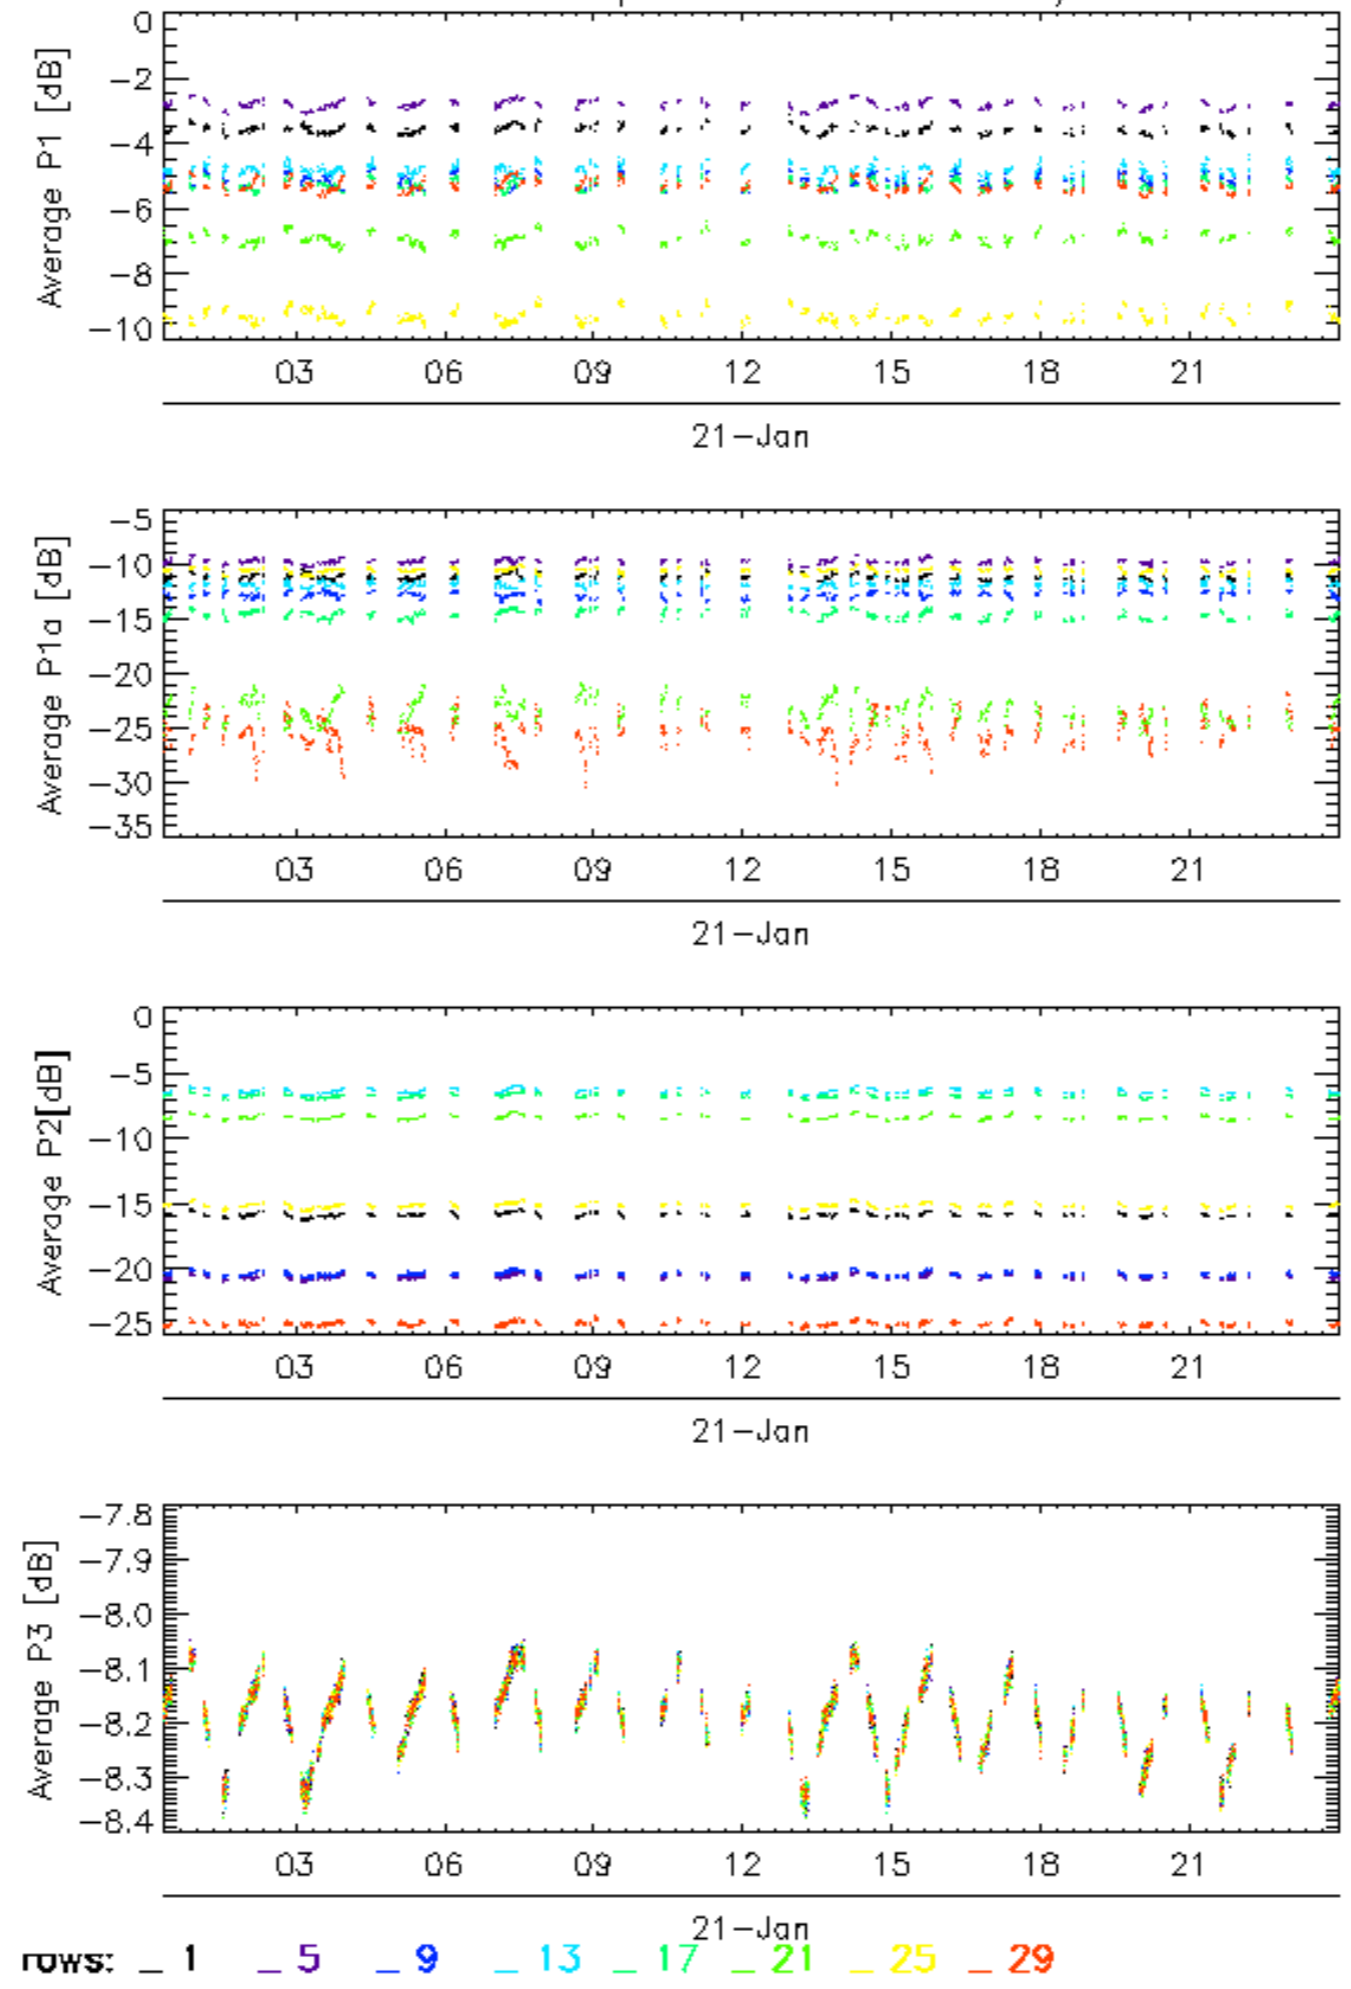 Average P1 [dB]
0
−2
−4
−6
−8
−10
03 06 09 12 15 18 21
21−Jan
Average P1a [dB]
−5
−10
−15
−20
−25
−30
−35
03 06 09 12 15 18 21
21−Jan
Average P2[dB]
0
−5
−10
−15
−20
−25
03 06 09 12 15 18 21
21−Jan
Average P3 [dB]
−7.8
−7.9
−8.0
−8.1
−8.2
−8.3
−8.4
03 06 09 12 15 18 21
21−Jan
rows: _ 1 _ 5 _ 9 _ 13 _ 17 _ 21 _ 25 _ 29